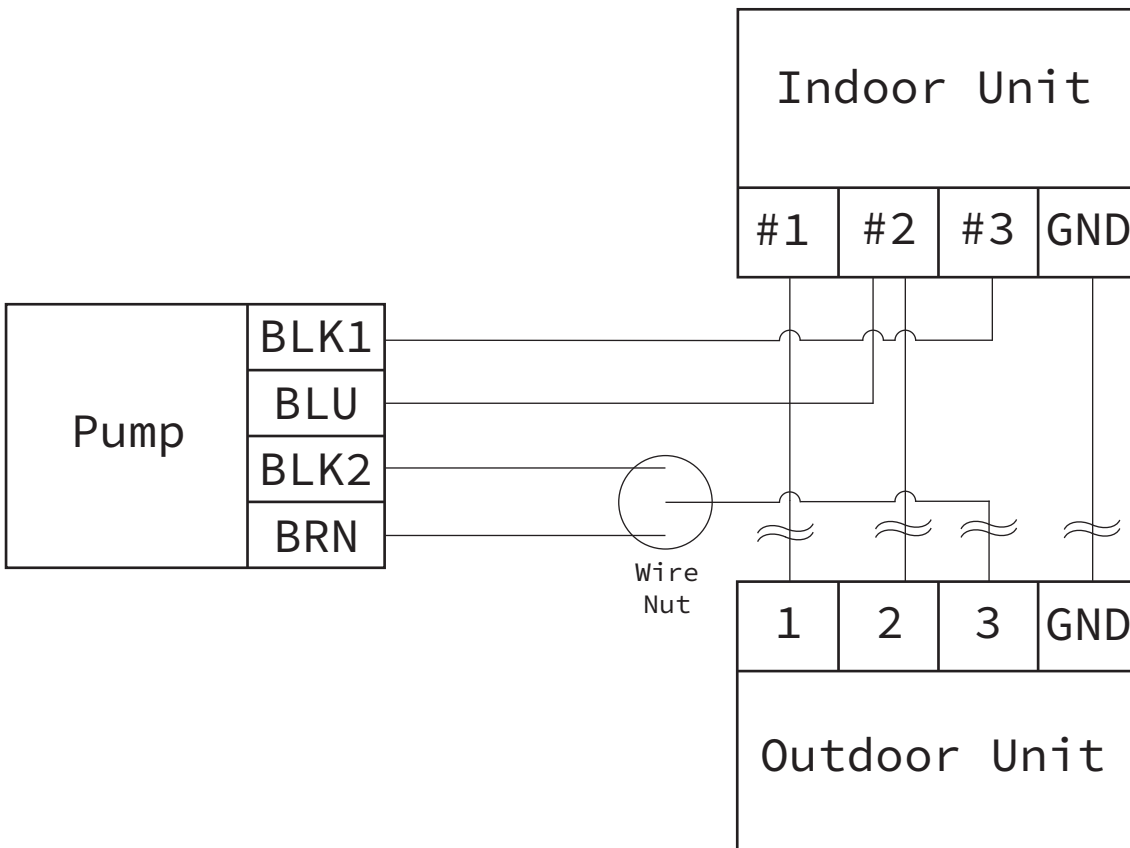 Indoor Unit
#1 #2 #3 GND
BLK1
BLU
Pump
BLK2
BRN
Wire
Nut
1 2 3 GND
Outdoor Unit